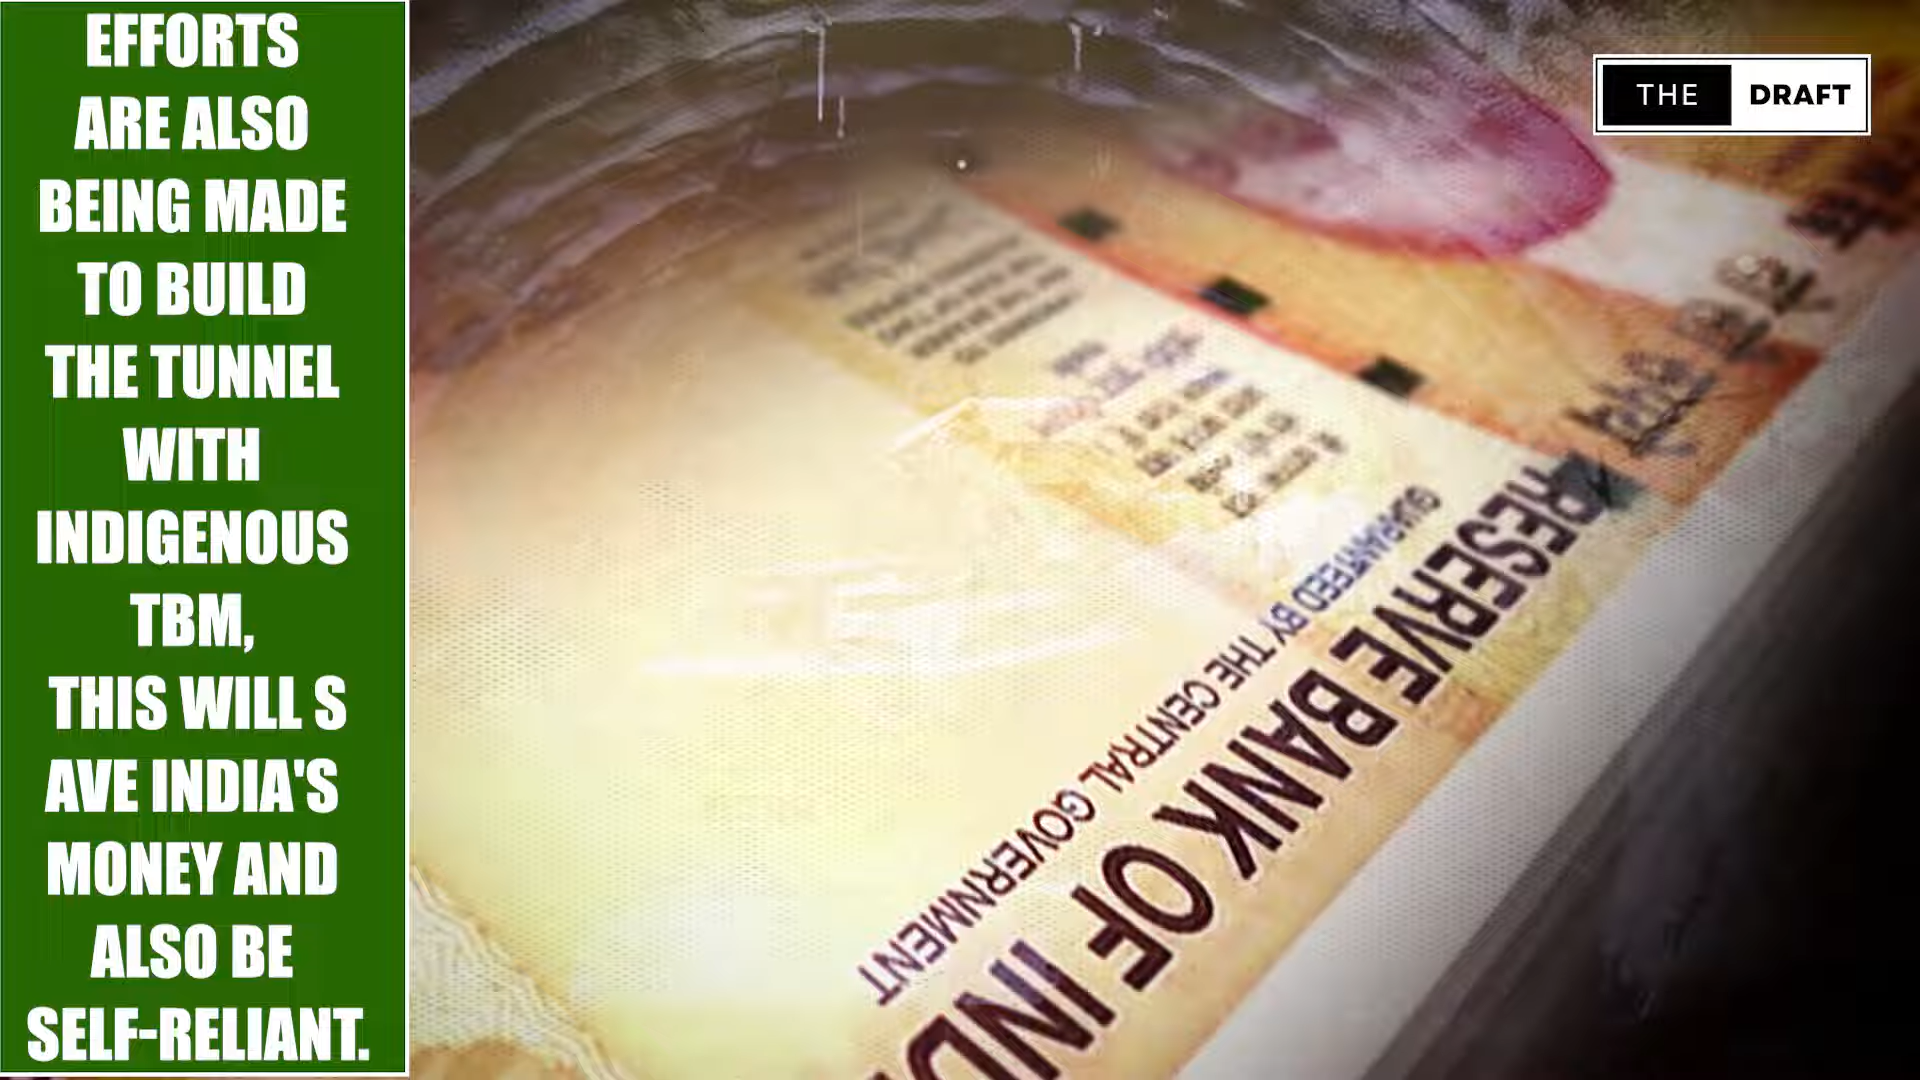 EFFORTS
ARE ALSO
BEING MADE
TO BUILD
THE TUNNEL
WITH
INDIGENOUS
TBM,
THIS WILL S
AVE INDIA'S
MONEY AND
ALSO BE
SELF-RELIANT.
THE DRAFT
RESERVE BANK OF IND
GUARANTEED BY THE CENTRAL GOVERNMENT